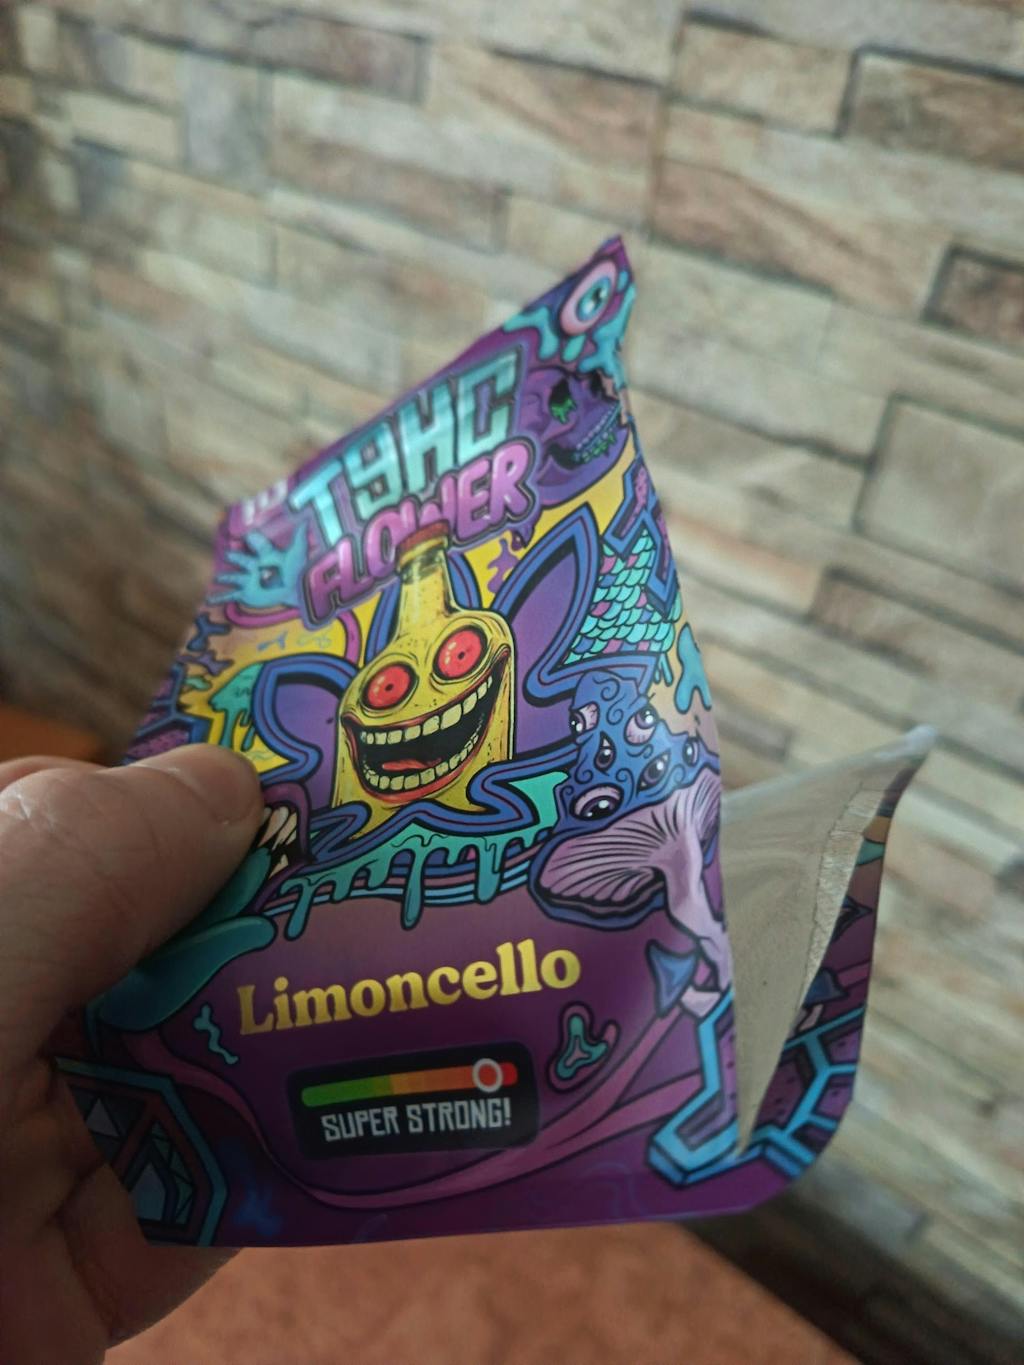 T9HC
FLOWER
Limoncello
SUPER STRONG!